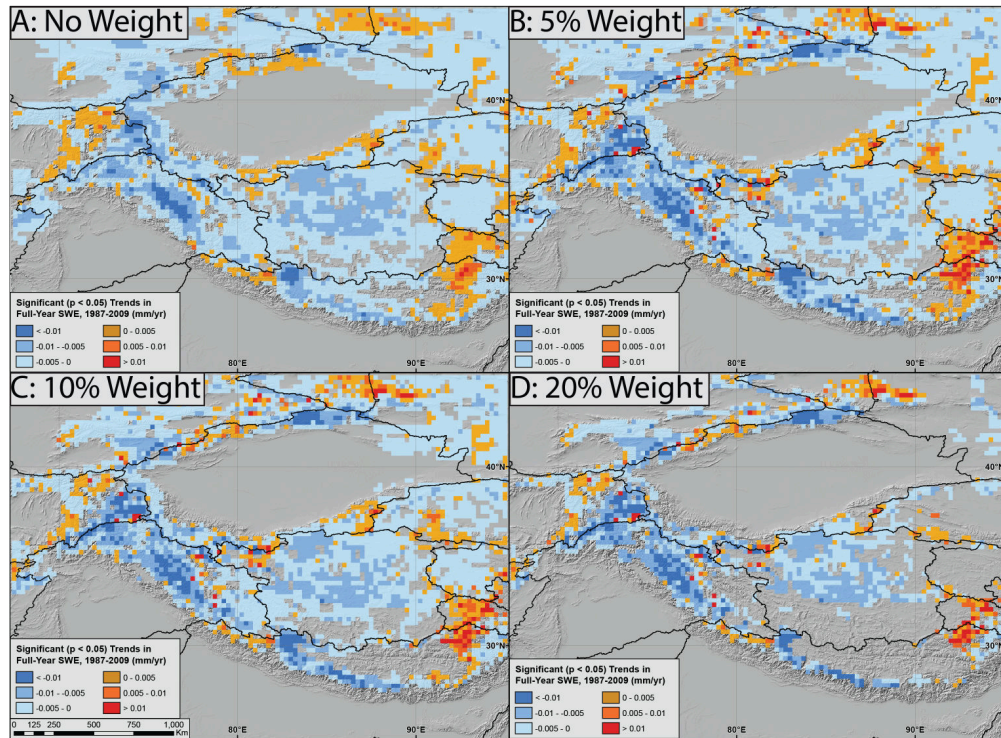 A: No Weight
40°N
30°N
Significant (p < 0.05) Trends in
Full-Year SWE, 1987-2009 (mm/yr)
< -0.01
0 - 0.005
-0.01 - -0.005
0.005 - 0.01
-0.005 - 0
> 0.01
80°E
90°E
B: 5% Weight
40°N
30°N
Significant (p < 0.05) Trends in
Full-Year SWE, 1987-2009 (mm/yr)
< -0.01
0 - 0.005
-0.01 - -0.005
0.005 - 0.01
-0.005 - 0
> 0.01
80°E
90°E
C: 10% Weight
40°N
30°N
Significant (p < 0.05) Trends in
Full-Year SWE, 1987-2009 (mm/yr)
< -0.01
0 - 0.005
-0.01 - -0.005
0.005 - 0.01
-0.005 - 0
> 0.01
0 125 250 500 750 1,000
Km
80°E
90°E
D: 20% Weight
40°N
30°N
Significant (p < 0.05) Trends in
Full-Year SWE, 1987-2009 (mm/yr)
< -0.01
0 - 0.005
-0.01 - -0.005
0.005 - 0.01
-0.005 - 0
> 0.01
80°E
90°E